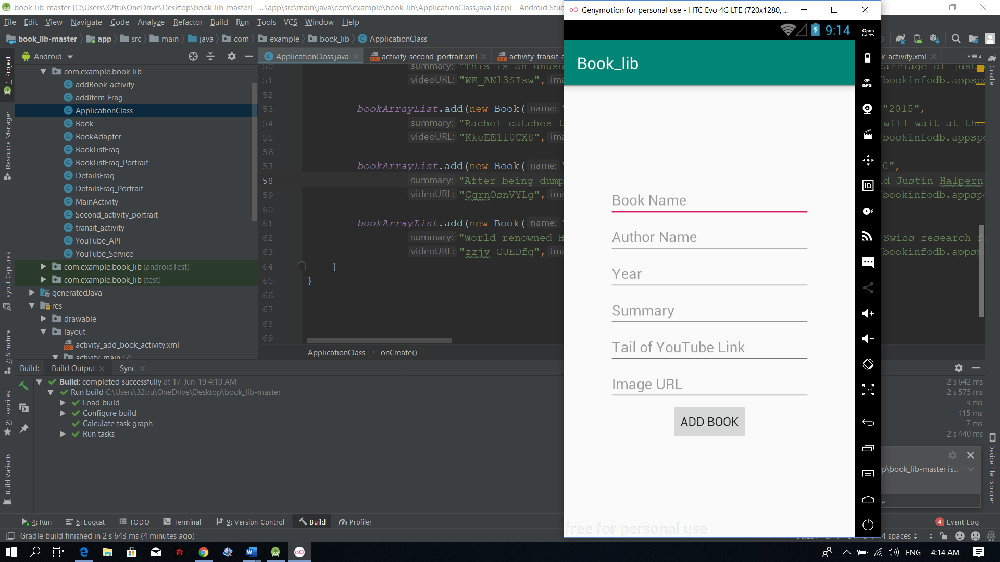 book_lib-master [C:\Users\32tru\OneDrive\Desktop\book_lib-master] - ...\app\src\main\java\com\example\book_lib\ApplicationClass.java [app] - Android Stu
Genymotion for personal use - HTC Evo 4G LTE (720x1280, ...
File Edit View Navigate Code Analyze Refactor Build Run Tools VCS Window Help
book_lib-master app src main java com example book_lib ApplicationClass
Android
ApplicationClass.java activity_second_portrait.xml activity_transit_a k_activity.xml
1: Project
Resource Manager
Layout Captures
7: Structure
2: Favorites
Build Variants
com.example.book_lib
addBook_activity
addItem_Frag
ApplicationClass
Book
BookAdapter
BookListFrag
BookListFrag_Portrait
DetailsFrag
DetailsFrag_Portrait
MainActivity
Second_activity_portrait
transit_activity
YouTube_API
YouTube_Service
com.example.book_lib (androidTest)
com.example.book_lib (test)
generatedJava
res
drawable
layout
activity_add_book_activity.xml
activity_main (2)
50 summary: "This is an unusu carriage of just
51 videoURL: "WE_ANl3SIsw", ima /bookinfodb.appspo
52
53 bookArrayList.add(new Book( name: " "2015",
54 summary: "Rachel catches t will wait at the
55 videoURL: "KkoEE1i0CX8", ima /bookinfodb.appspo
56
57 bookArrayList.add(new Book( name: " 0",
58 summary: "After being dump d Justin Halpern
59 videoURL: "GqrnOsnVYLg", ima /bookinfodb.appspo
60
61 bookArrayList.add(new Book( name: "
62 summary: "World-renowned H Swiss research f
63 videoURL: "zzjv-GUEDfg", ima /bookinfodb.appspo
64 }
65 }
66
67
68
69
ApplicationClass onCreate()
9:14
Book_lib
Book Name
Author Name
Year
Summary
Tail of YouTube Link
Image URL
ADD BOOK
free for personal use
Open
GAPPS
GPS
ID
1:1
4
Gradle
Device File Explorer
Build: Build Output Sync
Build: completed successfully at 17-Jun-19 4:10 AM 2 s 642 ms
Run build C:\Users\32tru\OneDrive\Desktop\book_lib-master 2 s 575 ms
Load build 3 ms
Configure build 115 ms
Calculate task graph 7 ms
Run tasks 2 s 440 ms
p\book_lib-master is...
re
4: Run 6: Logcat TODO Terminal 9: Version Control Build Profiler 4 Event Log
Gradle build finished in 2 s 643 ms (4 minutes ago) 4 spaces
ENG 4:14 AM